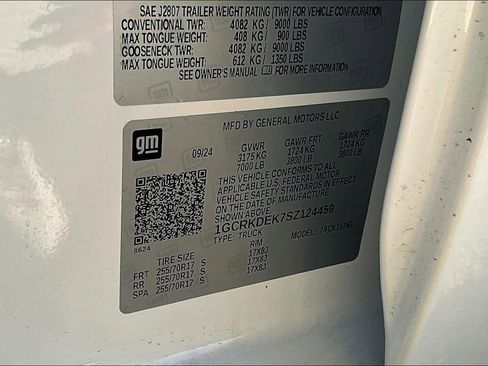 SAE J2807 TRAILER WEIGHT RATING (TWR) FOR VEHICLE CONFIGURATION
CONVENTIONAL TWR: 4082 KG / 9000 LBS
MAX TONGUE WEIGHT: 408 KG / 900 LBS
GOOSENECK TWR: 4082 KG / 9000 LBS
MAX TONGUE WEIGHT: 612 KG / 1350 LBS
SEE OWNER'S MANUAL FOR MORE INFORMATION
gm
MFD BY GENERAL MOTORS LLC
09/24 GVWR GAWR FRT GAWR RR
3175 KG 1724 KG 1724 KG
7000 LB 3800 LB 3800 LB
THIS VEHICLE CONFORMS TO ALL
APPLICABLE U.S. FEDERAL MOTOR
VEHICLE SAFETY STANDARDS IN EFFECT ON
THE DATE OF MANUFACTURE SHOWN ABOVE.
1GCRKDEK7SZ124459
TYPE: TRUCK MODEL:
8624
TIRE SIZE RIM
FRT 255/70R17 S 17X8J
RR 255/70R17 S 17X8J
SPA 255/70R17 S 17X8J